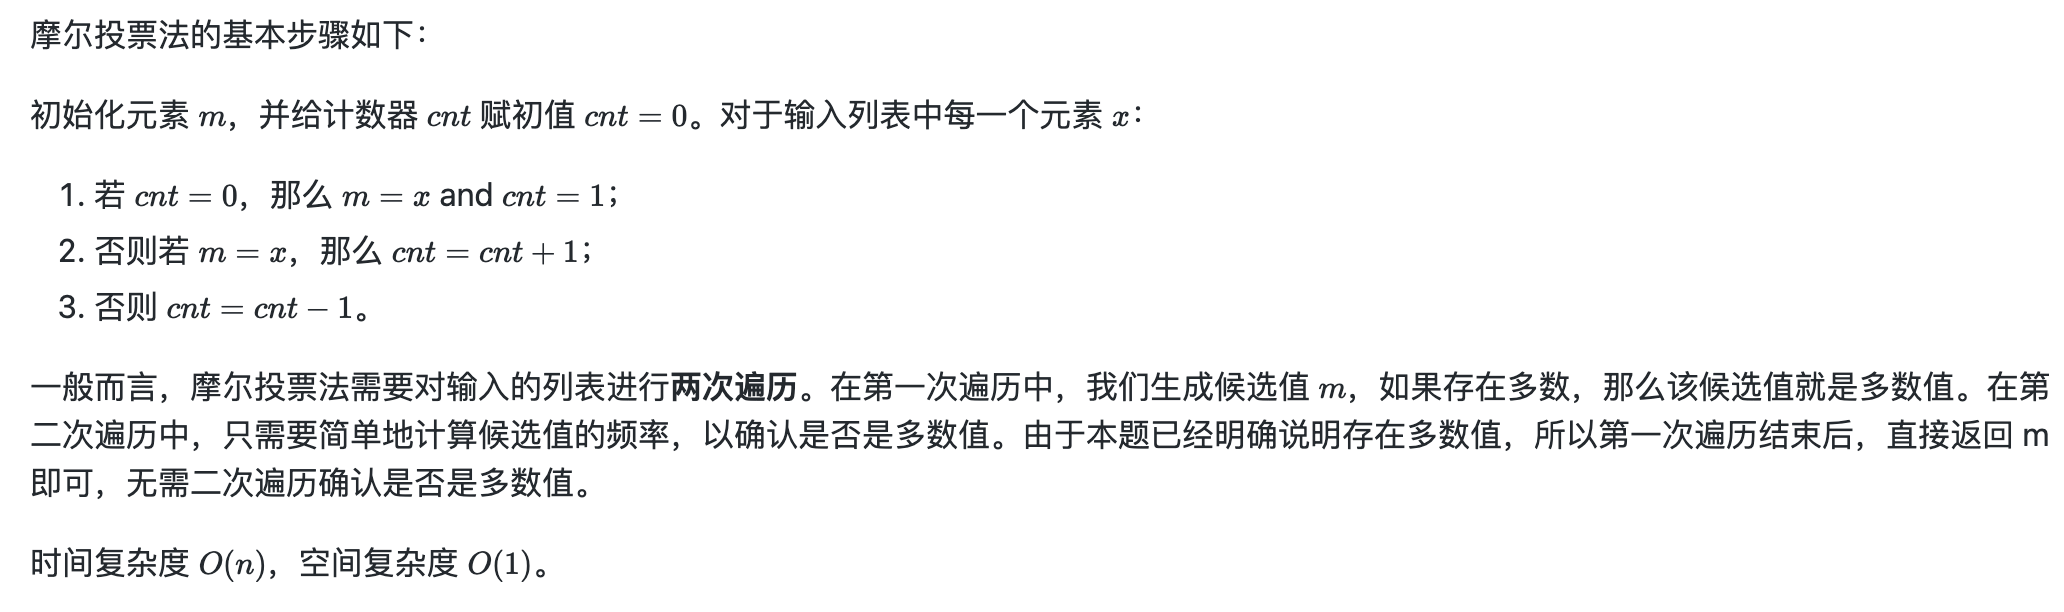 摩尔投票法的基本步骤如下：
初始化元素 m，并给计数器 cnt 赋初值 cnt = 0。对于输入列表中每一个元素 x：
1. 若 cnt = 0，那么 m = x and cnt = 1；
2. 否则若 m = x，那么 cnt = cnt + 1；
3. 否则 cnt = cnt − 1。
一般而言，摩尔投票法需要对输入的列表进行两次遍历。在第一次遍历中，我们生成候选值 m，如果存在多数，那么该候选值就是多数值。在第
二次遍历中，只需要简单地计算候选值的频率，以确认是否是多数值。由于本题已经明确说明存在多数值，所以第一次遍历结束后，直接返回 m
即可，无需二次遍历确认是否是多数值。
时间复杂度 O(n)，空间复杂度 O(1)。